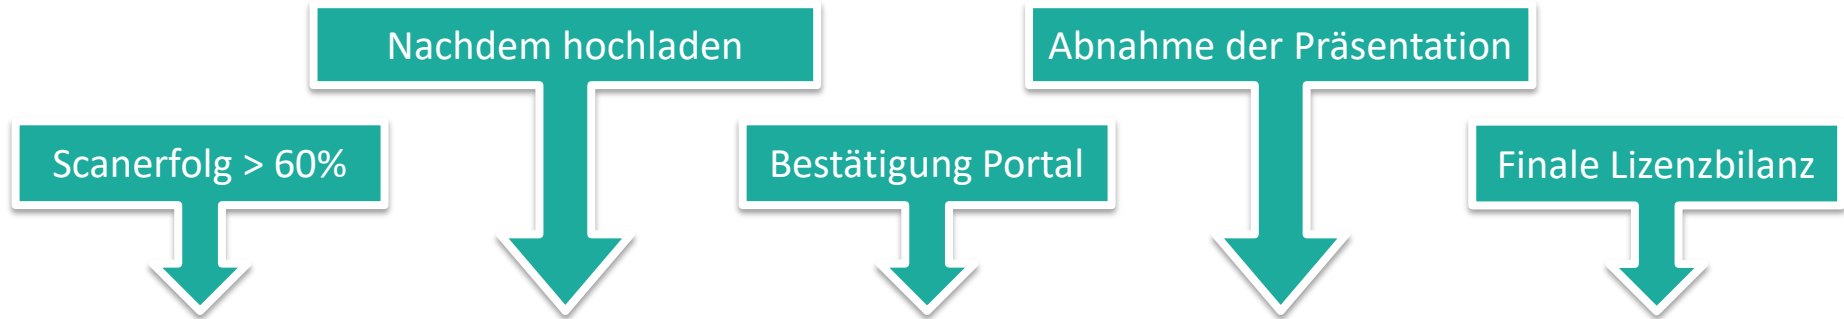 Nachdem hochladen
Abnahme der Präsentation
Scanerfolg > 60%
Bestätigung Portal
Finale Lizenzbilanz